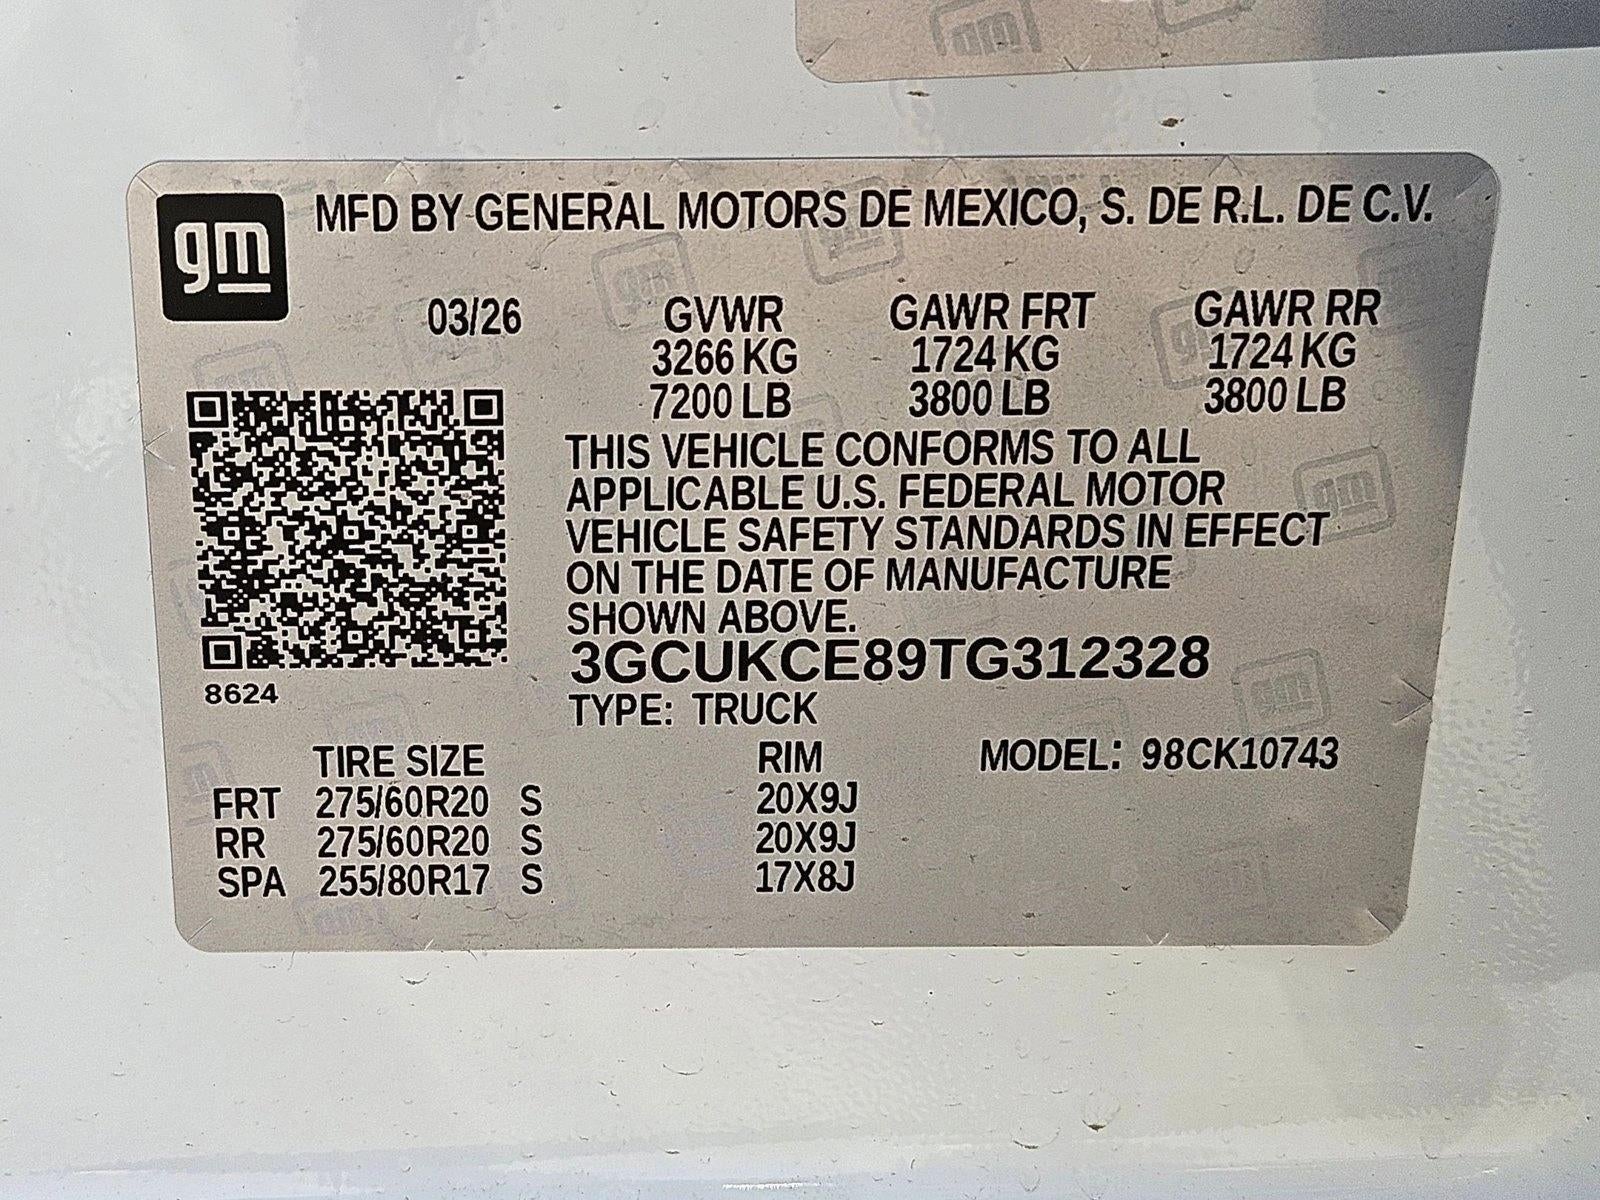 gm MFD BY GENERAL MOTORS DE MEXICO, S. DE R.L. DE C.V.
03/26 GVWR GAWR FRT GAWR RR
3266 KG 1724 KG 1724 KG
7200 LB 3800 LB 3800 LB
THIS VEHICLE CONFORMS TO ALL
APPLICABLE U.S. FEDERAL MOTOR
VEHICLE SAFETY STANDARDS IN EFFECT
ON THE DATE OF MANUFACTURE
SHOWN ABOVE.
3GCUKCE89TG312328
8624
TYPE: TRUCK
TIRE SIZE RIM MODEL: 98CK10743
FRT 275/60R20 S 20X9J
RR 275/60R20 S 20X9J
SPA 255/80R17 S 17X8J